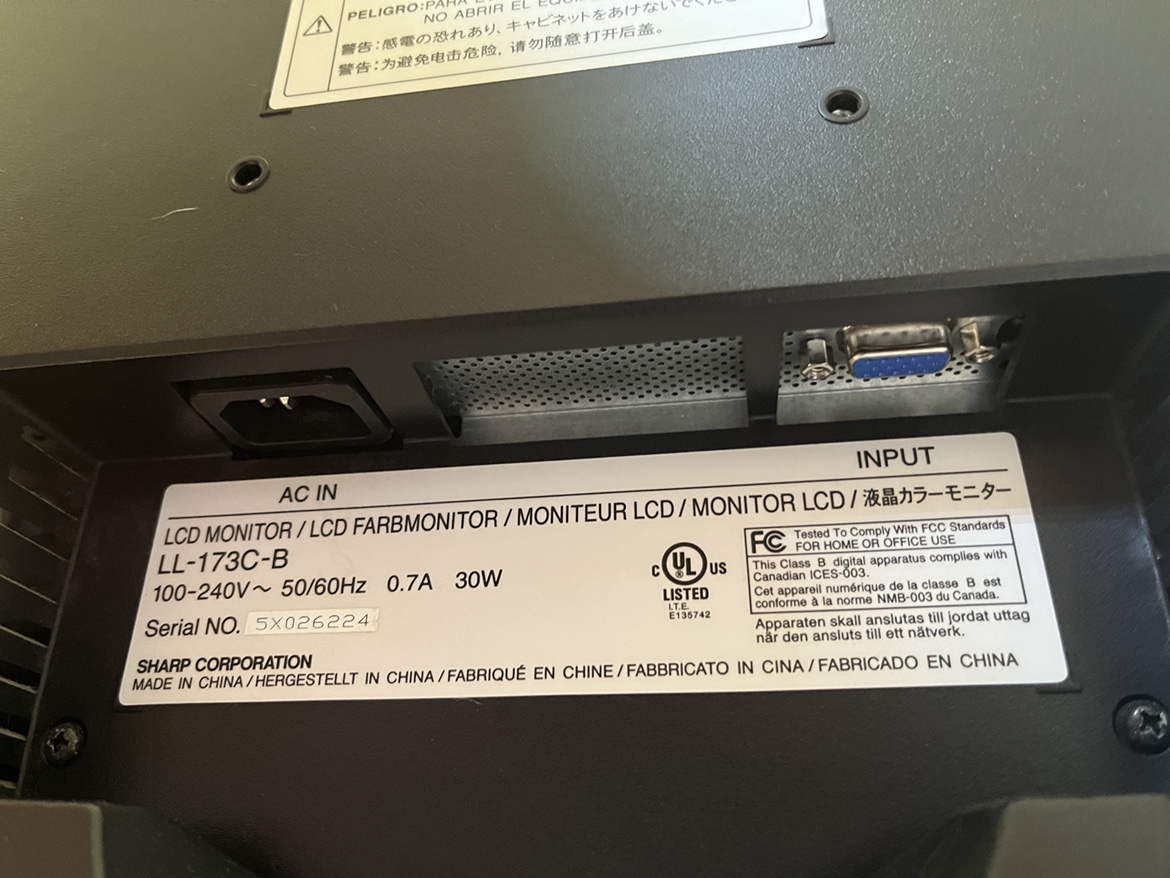 PELIGRO:PARA E
NO ABRIR EL
警告:感電の恐れあり、キャビネットをあけないでください
警告:为避免电击危险,请勿随意打开后盖。
AC IN
INPUT
LCD MONITOR / LCD FARBMONITOR / MONITEUR LCD / MONITOR LCD / 液晶カラーモニター
LL-173C-B
100-240V～ 50/60Hz 0.7A 30W
Serial NO. 5X026224
C UL US
LISTED
I.T.E.
E135742
FC Tested To Comply With FCC Standards
FOR HOME OR OFFICE USE
This Class B digital apparatus complies with
Canadian ICES-003.
Cet appareil numérique de la classe B est
conforme à la norme NMB-003 du Canada.
Apparaten skall anslutas till jordat uttag
når den ansluts till ett nätverk.
SHARP CORPORATION
MADE IN CHINA / HERGESTELLT IN CHINA / FABRIQUÉ EN CHINE / FABBRICATO IN CINA / FABRICADO EN CHINA